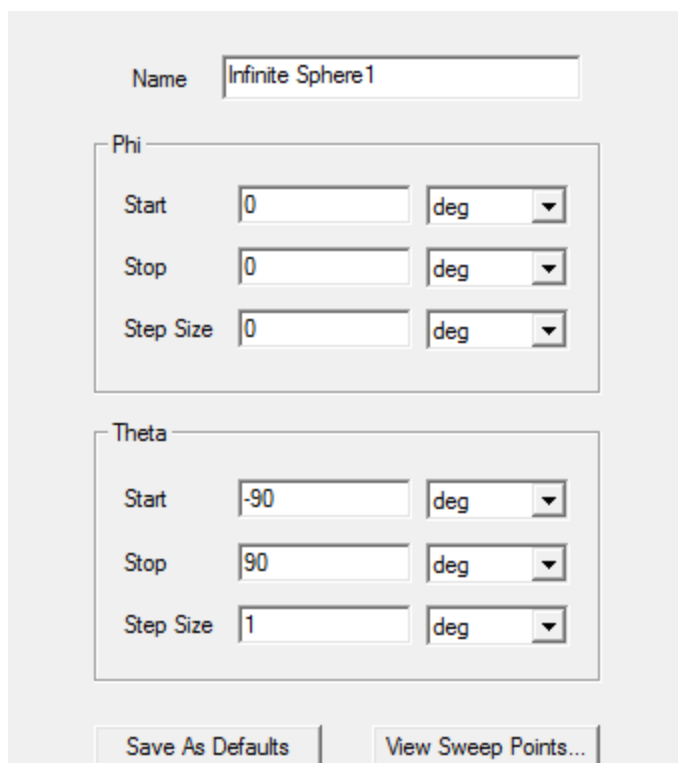 Name Infinite Sphere1
Phi
Start 0 deg
Stop 0 deg
Step Size 0 deg
Theta
Start -90 deg
Stop 90 deg
Step Size 1 deg
Save As Defaults View Sweep Points...